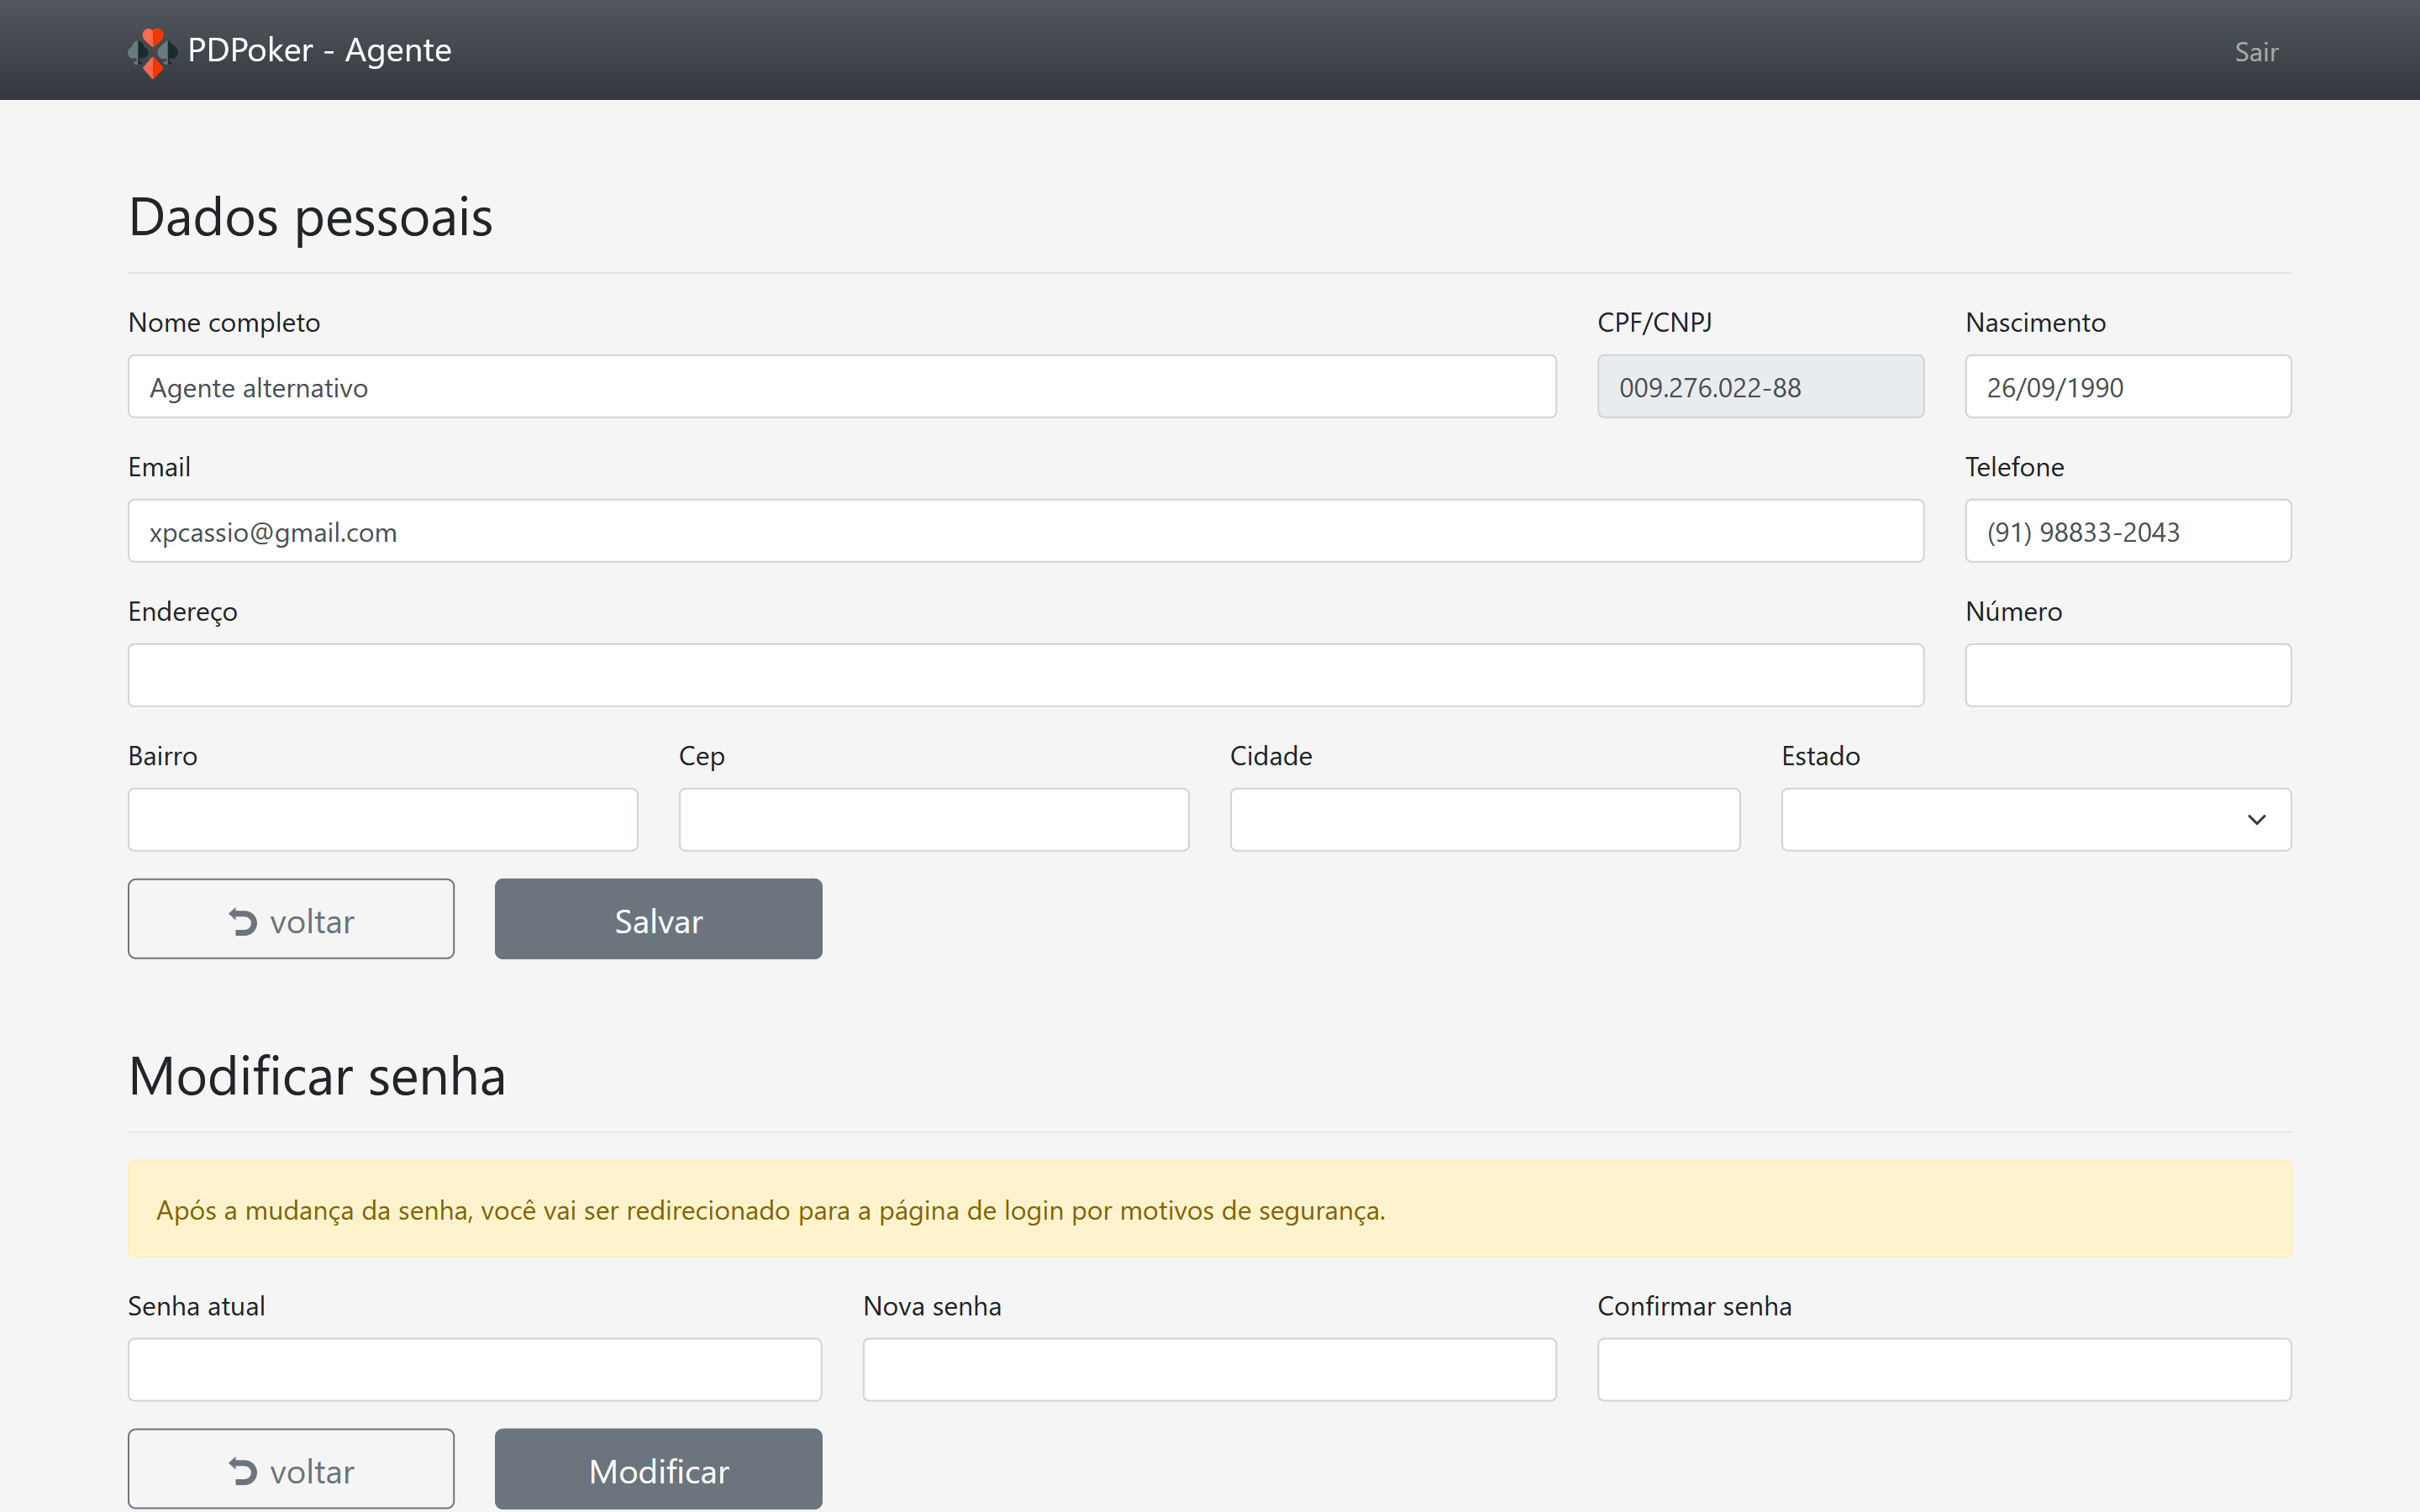 PDPoker - Agente
Sair
Dados pessoais
Nome completo
CPF/CNPJ
Nascimento
Agente alternativo
009.276.022-88
26/09/1990
Email
Telefone
xpcassio@gmail.com
(91) 98833-2043
Endereço
Número
Bairro
Cep
Cidade
Estado
voltar
Salvar
Modificar senha
Após a mudança da senha, você vai ser redirecionado para a página de login por motivos de segurança.
Senha atual
Nova senha
Confirmar senha
voltar
Modificar